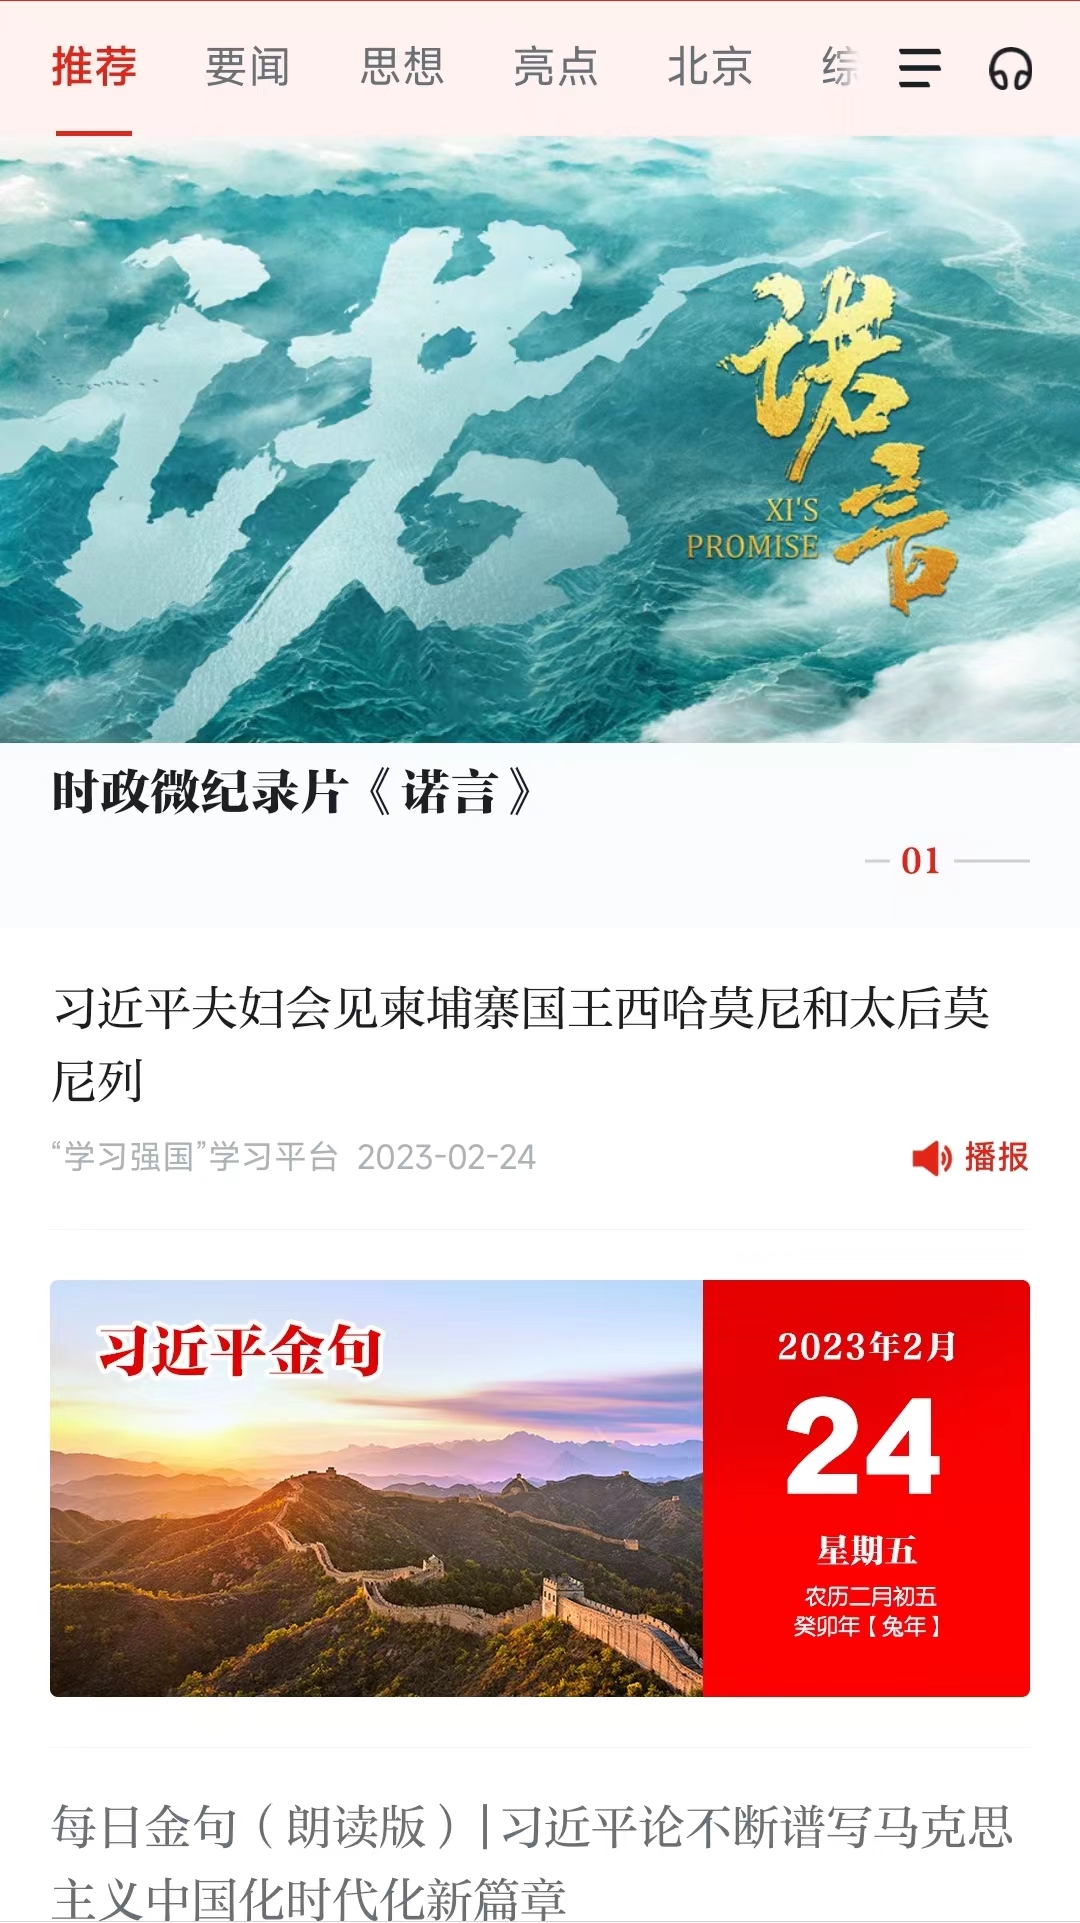 推荐 要闻 思想 亮点 北京
诺
诺言
XI'S
PROMISE
时政微纪录片《诺言》
01
习近平夫妇会见柬埔寨国王西哈莫尼和太后莫
尼列
“学习强国”学习平台 2023-02-24
播报
习近平金句
2023年2月
24
星期五
农历二月初五
癸卯年【兔年】
每日金句（朗读版）|习近平论不断谱写马克思
主义中国化时代化新篇章